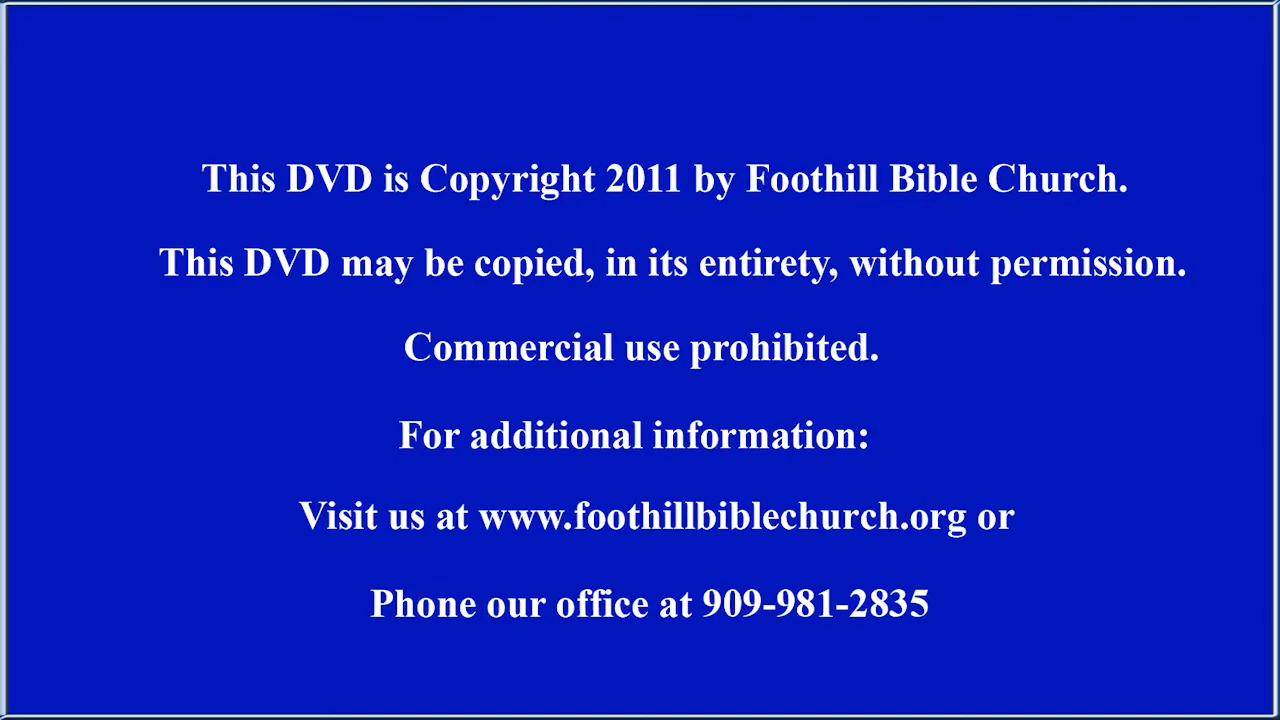 This DVD is Copyright 2011 by Foothill Bible Church.
This DVD may be copied, in its entirety, without permission.
Commercial use prohibited.
For additional information:
Visit us at www.foothillbiblechurch.org or
Phone our office at 909-981-2835